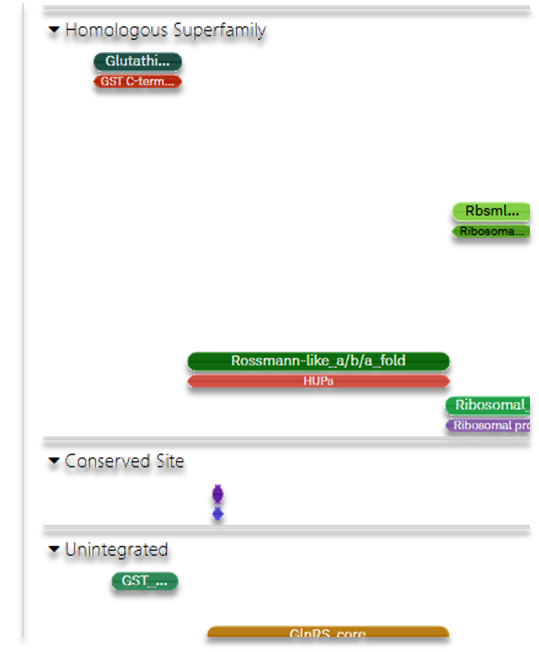 Homologous Superfamily
Glutathi...
GST C-term...
Rbsml...
Ribosoma...
Rossmann-like_a/b/a_fold
HUPa
Ribosomal_
Ribosomal pro
Conserved Site
Unintegrated
GST_...
GlnRS_core